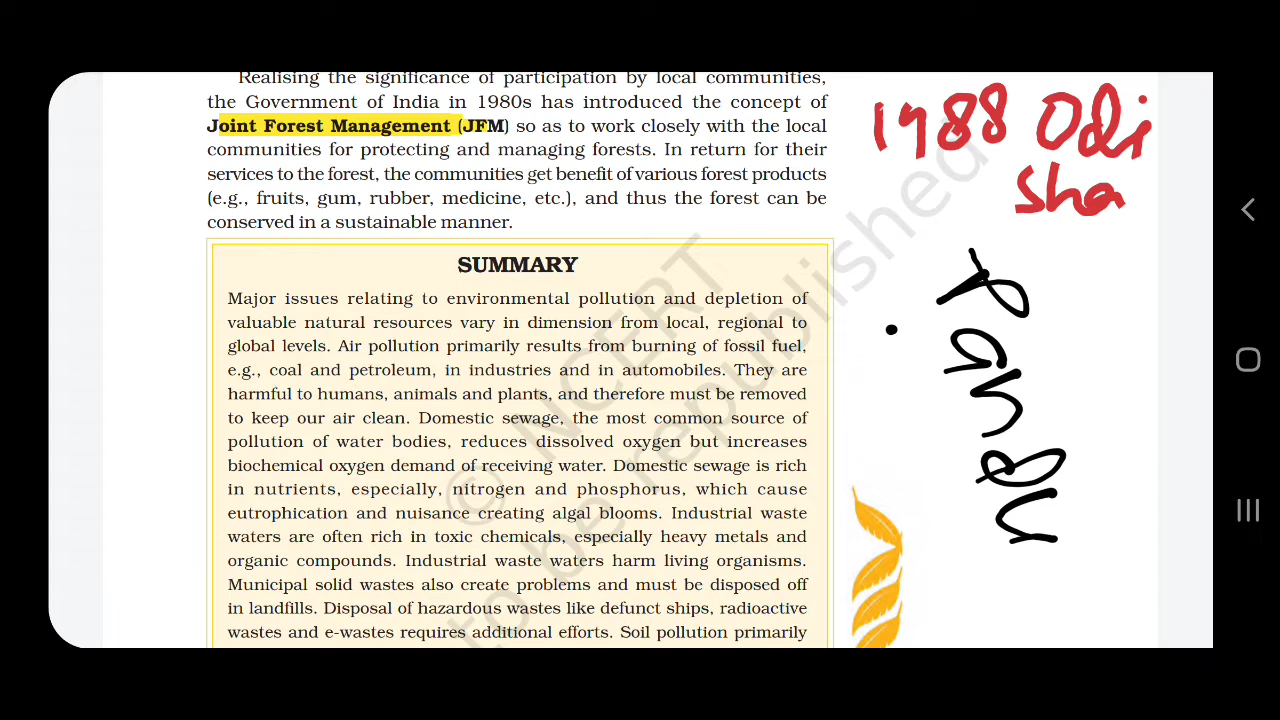 Realising the significance of participation by local communities,
the Government of India in 1980s has introduced the concept of
Joint Forest Management (JFM) so as to work closely with the local
communities for protecting and managing forests. In return for their
services to the forest, the communities get benefit of various forest products
(e.g., fruits, gum, rubber, medicine, etc.), and thus the forest can be
conserved in a sustainable manner.
SUMMARY
Major issues relating to environmental pollution and depletion of
valuable natural resources vary in dimension from local, regional to
global levels. Air pollution primarily results from burning of fossil fuel,
e.g., coal and petroleum, in industries and in automobiles. They are
harmful to humans, animals and plants, and therefore must be removed
to keep our air clean. Domestic sewage, the most common source of
pollution of water bodies, reduces dissolved oxygen but increases
biochemical oxygen demand of receiving water. Domestic sewage is rich
in nutrients, especially, nitrogen and phosphorus, which cause
eutrophication and nuisance creating algal blooms. Industrial waste
waters are often rich in toxic chemicals, especially heavy metals and
organic compounds. Industrial waste waters harm living organisms.
Municipal solid wastes also create problems and must be disposed off
in landfills. Disposal of hazardous wastes like defunct ships, radioactive
wastes and e-wastes requires additional efforts. Soil pollution primarily
1988 Odi
sha
Pandu
© NCERT
to be republished